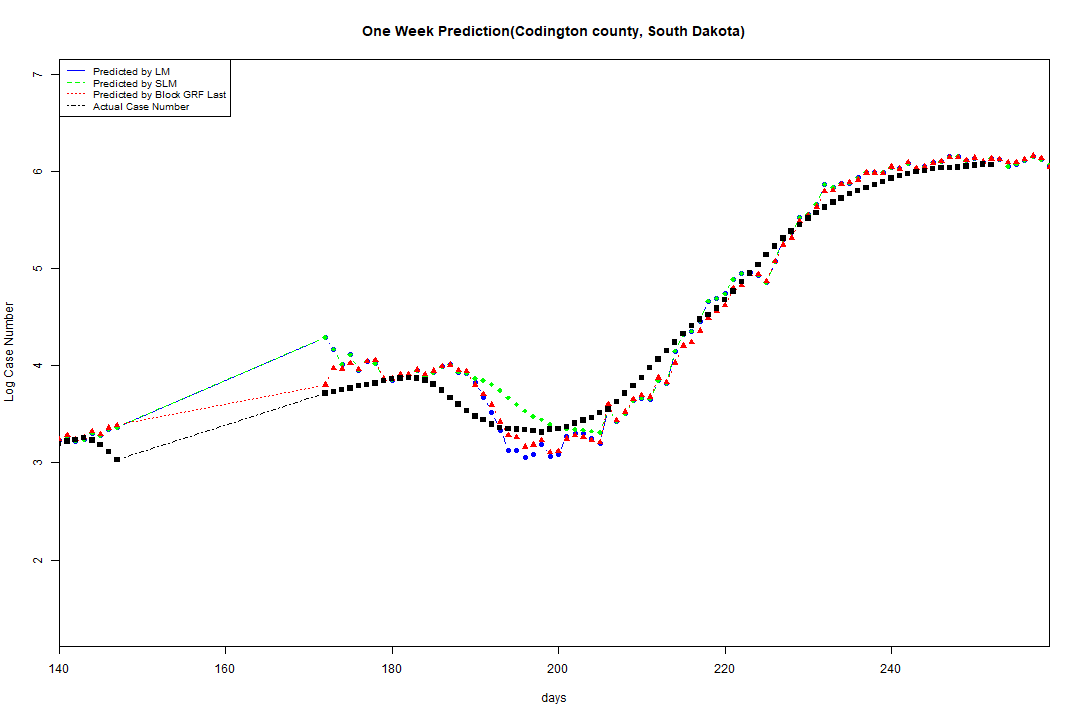 One Week Prediction(Codington county, South Dakota)
Predicted by LM
Predicted by SLM
Predicted by Block GRF Last
Actual Case Number
7
6
5
4
3
2
Log Case Number
140 160 180 200 220 240
days